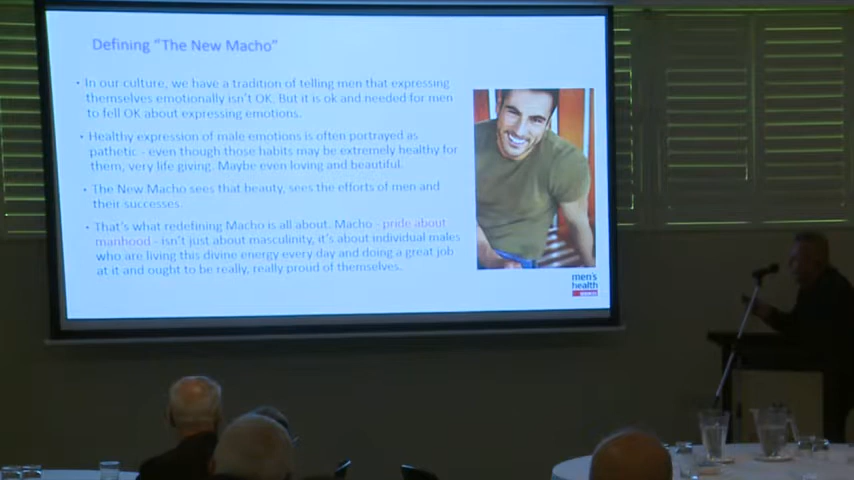 Defining "The New Macho"
• In our culture, we have a tradition of telling men that expressing
themselves emotionally isn't OK. But it is ok and needed for men
to fell OK about expressing emotions.
• Healthy expression of male emotions is often portrayed as
pathetic - even though those habits may be extremely healthy for
them, very life giving. Maybe even loving and beautiful.
• The New Macho sees that beauty, sees the efforts of men and
their successes.
• That's what redefining Macho is all about. Macho - pride about
manhood - isn't just about masculinity, it's about individual males
who are living this divine energy every day and doing a great job
at it and ought to be really, really proud of themselves.
men's
health